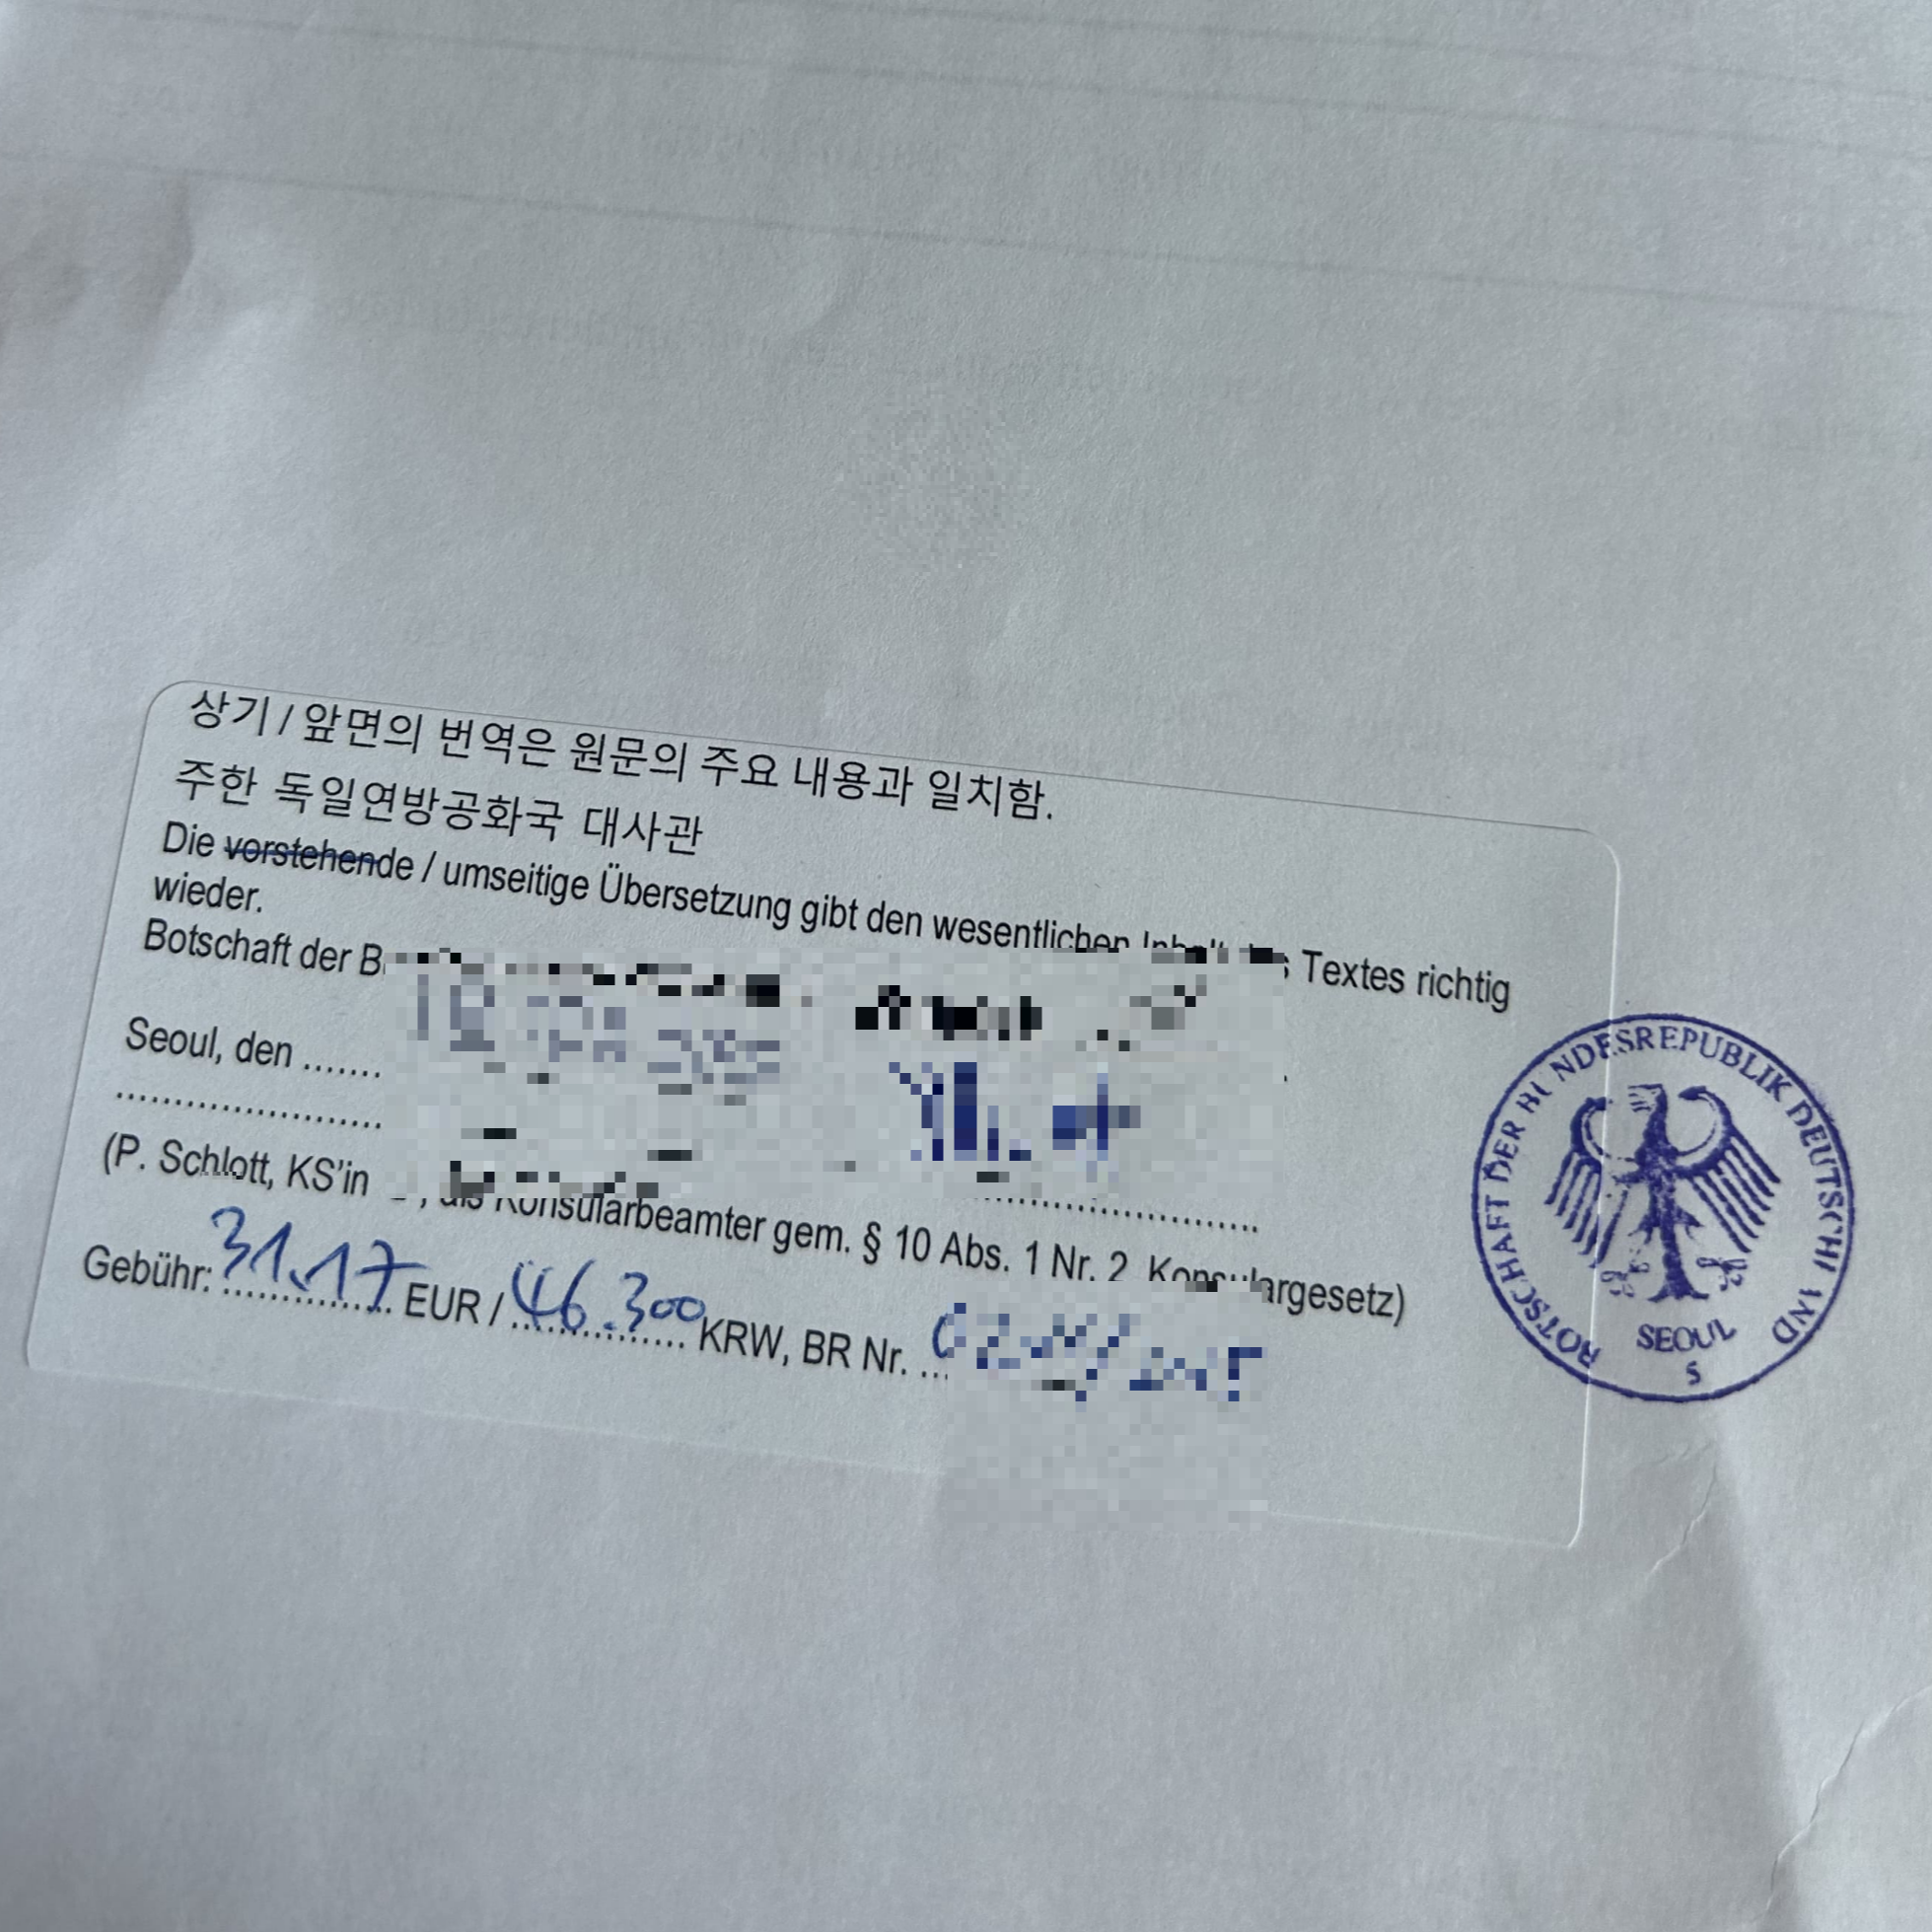 상기 / 앞면의 번역은 원문의 주요 내용과 일치함.
주한 독일연방공화국 대사관
Die vorstehende / umseitige Übersetzung gibt den wesentlichen Textes richtig
wieder.
Botschaft der
Seoul, den .......
(P. Schlott, KS'in Konsularbeamter gem. § 10 Abs. 1 Nr. 2 Konsulargesetz)
Gebühr: 31.17 EUR / 46.300 KRW, BR Nr. ...
BOTSCHAFT DER BUNDESREPUBLIK DEUTSCHLAND
SEOUL
5